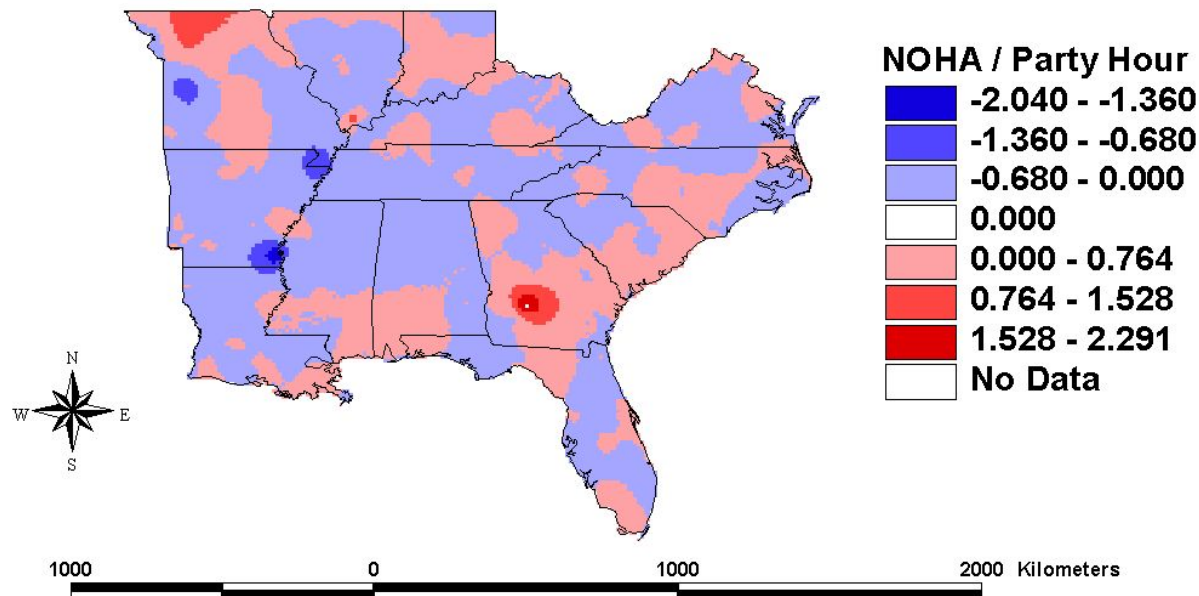 NOHA / Party Hour
-2.040 - -1.360
-1.360 - -0.680
-0.680 - 0.000
0.000
0.000 - 0.764
0.764 - 1.528
1.528 - 2.291
No Data
N
W E
S
1000 0 1000 2000 Kilometers